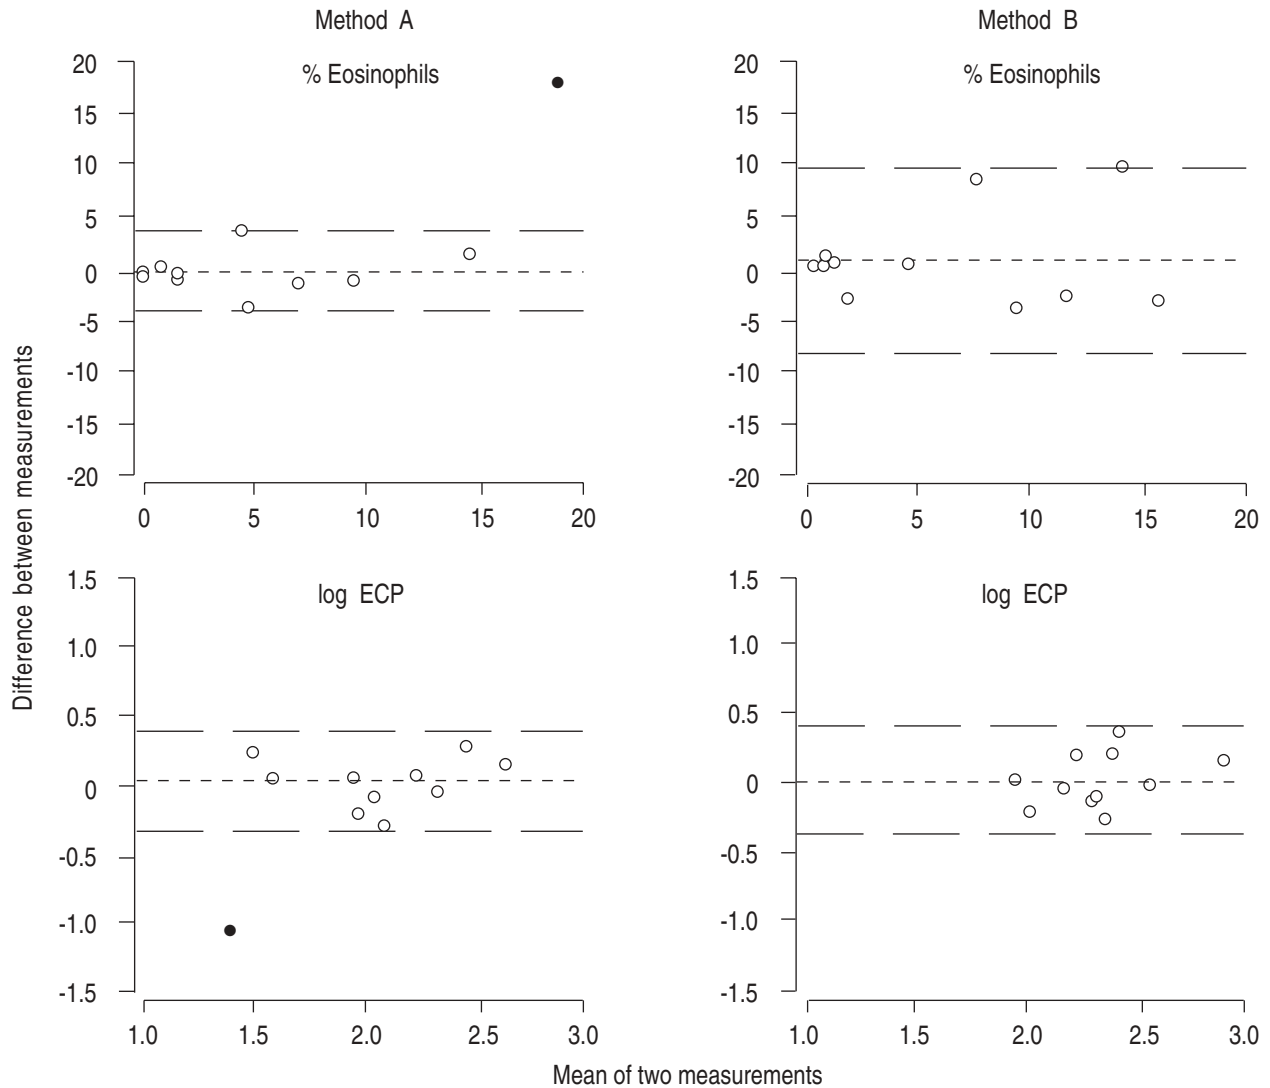 Method A
Method B
% Eosinophils
% Eosinophils
20
15
10
5
0
-5
-10
-15
-20
0 5 10 15 20
20
15
10
5
0
-5
-10
-15
-20
0 5 10 15 20
Difference between measurements
log ECP
log ECP
1.5
1.0
0.5
0
-0.5
-1.0
-1.5
1.0 1.5 2.0 2.5 3.0
1.5
1.0
0.5
0
-0.5
-1.0
-1.5
1.0 1.5 2.0 2.5 3.0
Mean of two measurements